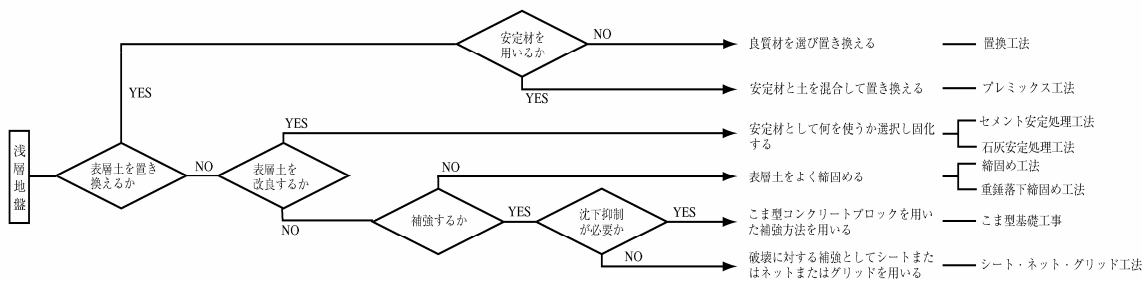 浅層地盤
表層土を置き
換えるか
YES
NO
安定材を
用いるか
NO
YES
良質材を選び置き換える
置換工法
安定材と土を混合して置き換える
プレミックス工法
表層土を
改良するか
YES
NO
安定材として何を使うか選択し固化
する
セメント安定処理工法
石灰安定処理工法
補強するか
NO
YES
表層土をよく締固める
締固め工法
重錘落下締固め工法
沈下抑制
が必要か
YES
NO
こま型コンクリートブロックを用い
た補強方法を用いる
こま型基礎工事
破壊に対する補強としてシートまた
はネットまたはグリッドを用いる
シート・ネット・グリッド工法